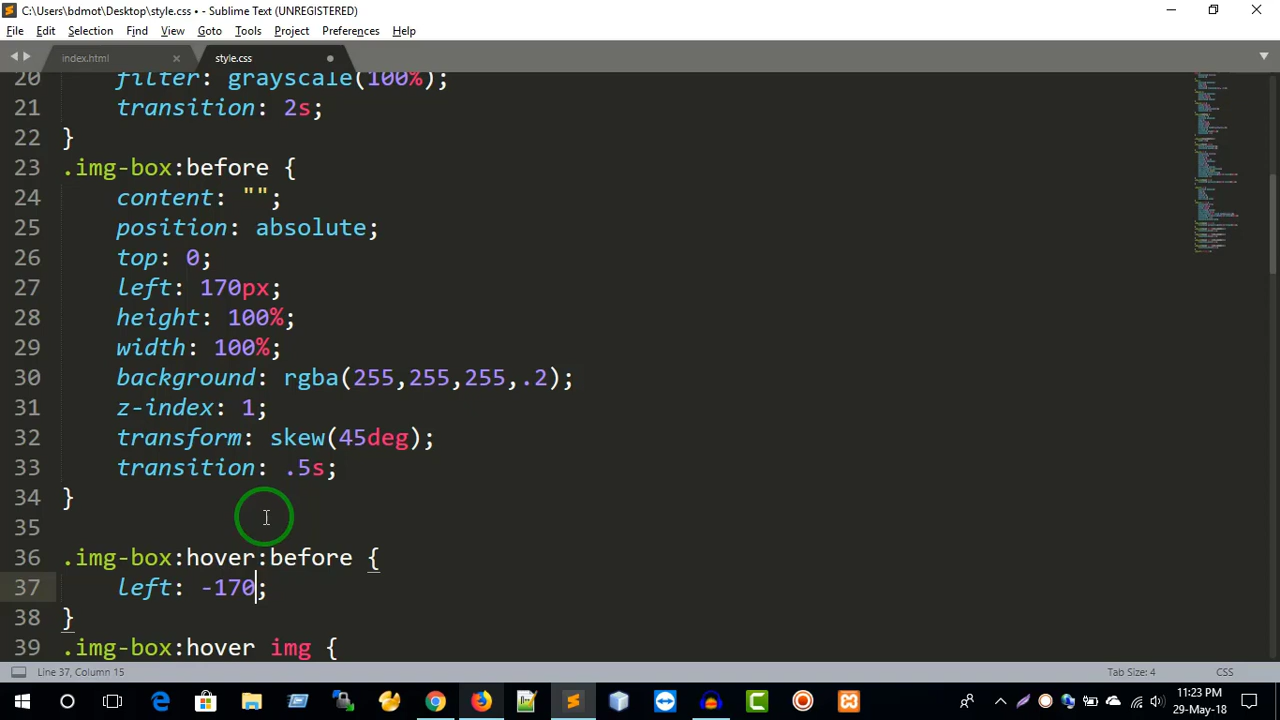 C:\Users\bdmot\Desktop\style.css • - Sublime Text (UNREGISTERED)
File Edit Selection Find View Goto Tools Project Preferences Help
index.html style.css
20 filter: grayscale(100%);
21 transition: 2s;
22 }
23 .img-box:before {
24 content: "";
25 position: absolute;
26 top: 0;
27 left: 170px;
28 height: 100%;
29 width: 100%;
30 background: rgba(255,255,255,.2);
31 z-index: 1;
32 transform: skew(45deg);
33 transition: .5s;
34 }
35
36 .img-box:hover:before {
37 left: -170;
38 }
39 .img-box:hover img {
Line 37, Column 15 Tab Size: 4 CSS
11:23 PM
29-May-18